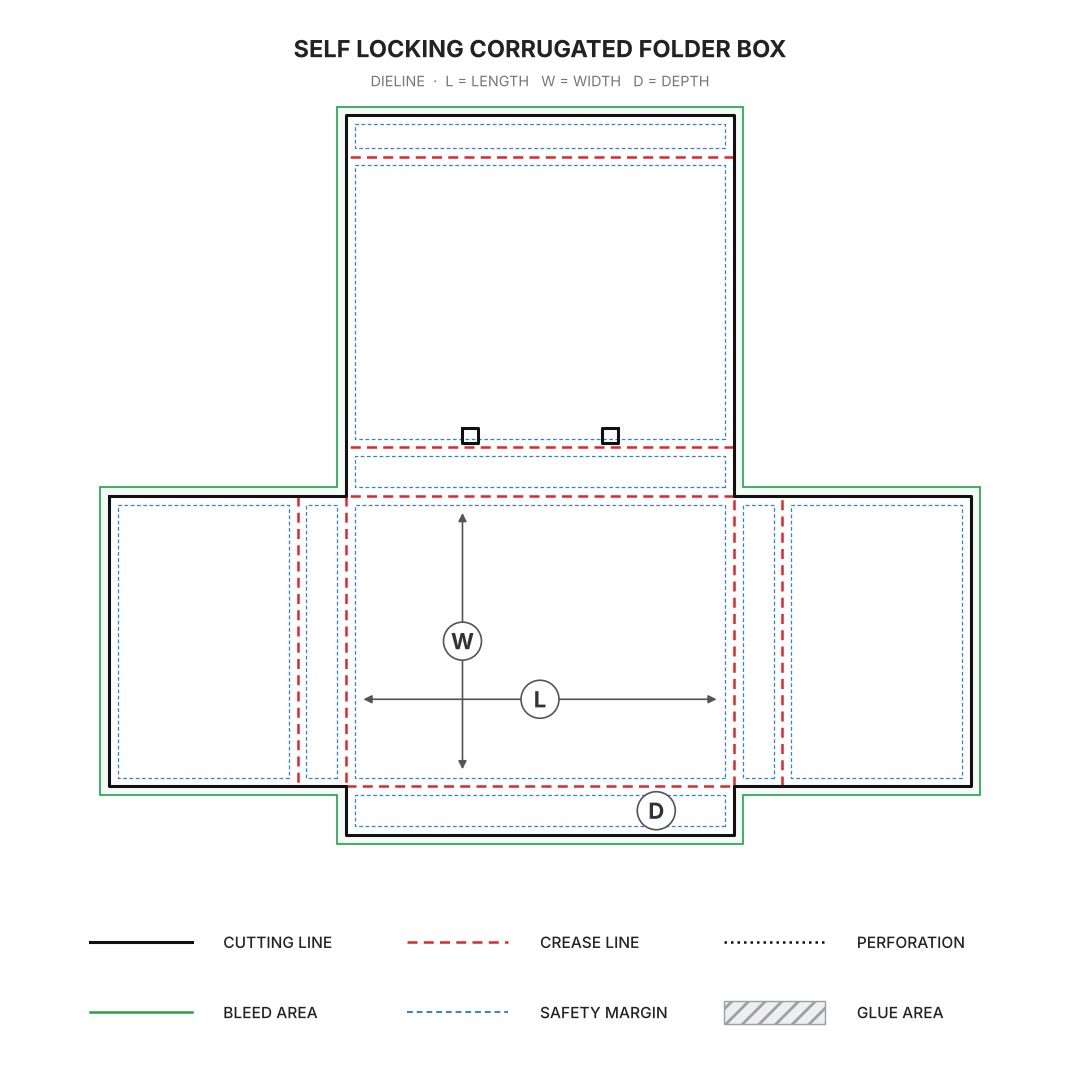 SELF LOCKING CORRUGATED FOLDER BOX
DIELINE · L = LENGTH W = WIDTH D = DEPTH
W
L
D
CUTTING LINE
CREASE LINE
PERFORATION
BLEED AREA
SAFETY MARGIN
GLUE AREA